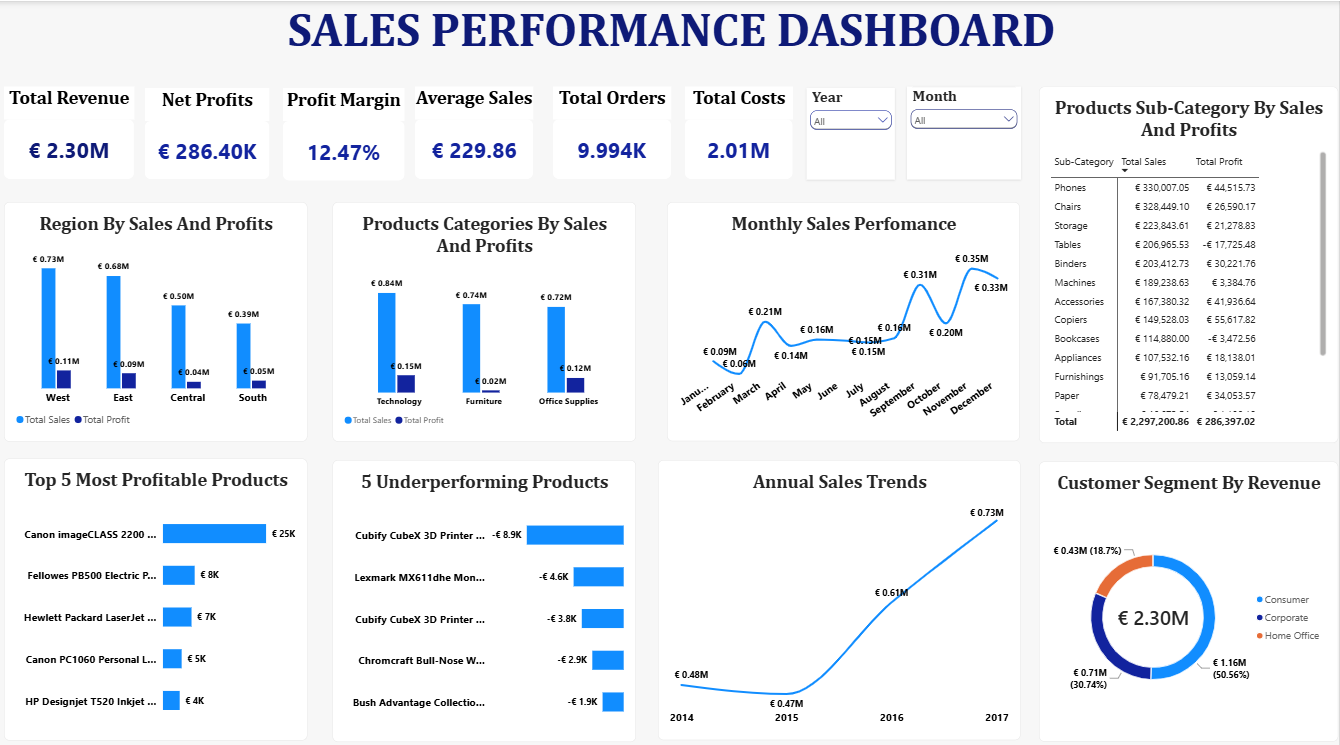 SALES PERFORMANCE DASHBOARD
Total Revenue
€ 2.30M
Net Profits
€ 286.40K
Profit Margin
12.47%
Average Sales
€ 229.86
Total Orders
9.994K
Total Costs
2.01M
Year
All
Month
All
Products Sub-Category By Sales
And Profits
Sub-Category Total Sales Total Profit
Phones € 330,007.05 € 44,515.73
Chairs € 328,449.10 € 26,590.17
Storage € 223,843.61 € 21,278.83
Tables € 206,965.53 -€ 17,725.48
Binders € 203,412.73 € 30,221.76
Machines € 189,238.63 € 3,384.76
Accessories € 167,380.32 € 41,936.64
Copiers € 149,528.03 € 55,617.82
Bookcases € 114,880.00 -€ 3,472.56
Appliances € 107,532.16 € 18,138.01
Furnishings € 91,705.16 € 13,059.14
Paper € 78,479.21 € 34,053.57
Total € 2,297,200.86 € 286,397.02
Region By Sales And Profits
€ 0.73M
€ 0.68M
€ 0.50M
€ 0.39M
€ 0.11M
€ 0.09M
€ 0.04M
€ 0.05M
West East Central South
Total Sales Total Profit
Products Categories By Sales
And Profits
€ 0.84M
€ 0.74M
€ 0.72M
€ 0.15M
€ 0.02M
€ 0.12M
Technology Furniture Office Supplies
Total Sales Total Profit
Monthly Sales Perfomance
€ 0.09M
€ 0.06M
€ 0.21M
€ 0.14M
€ 0.16M
€ 0.15M
€ 0.15M
€ 0.16M
€ 0.31M
€ 0.20M
€ 0.35M
€ 0.33M
Janu... February March April May June July August September October November December
Top 5 Most Profitable Products
Canon imageCLASS 2200 ... € 25K
Fellowes PB500 Electric P... € 8K
Hewlett Packard LaserJet ... € 7K
Canon PC1060 Personal L... € 5K
HP Designjet T520 Inkjet ... € 4K
5 Underperforming Products
Cubify CubeX 3D Printer ... -€ 8.9K
Lexmark MX611dhe Mon... -€ 4.6K
Cubify CubeX 3D Printer ... -€ 3.8K
Chromcraft Bull-Nose W... -€ 2.9K
Bush Advantage Collectio... -€ 1.9K
Annual Sales Trends
€ 0.48M
€ 0.47M
€ 0.61M
€ 0.73M
2014 2015 2016 2017
Customer Segment By Revenue
€ 0.43M (18.7%)
€ 2.30M
€ 0.71M
(30.74%)
€ 1.16M
(50.56%)
Consumer
Corporate
Home Office